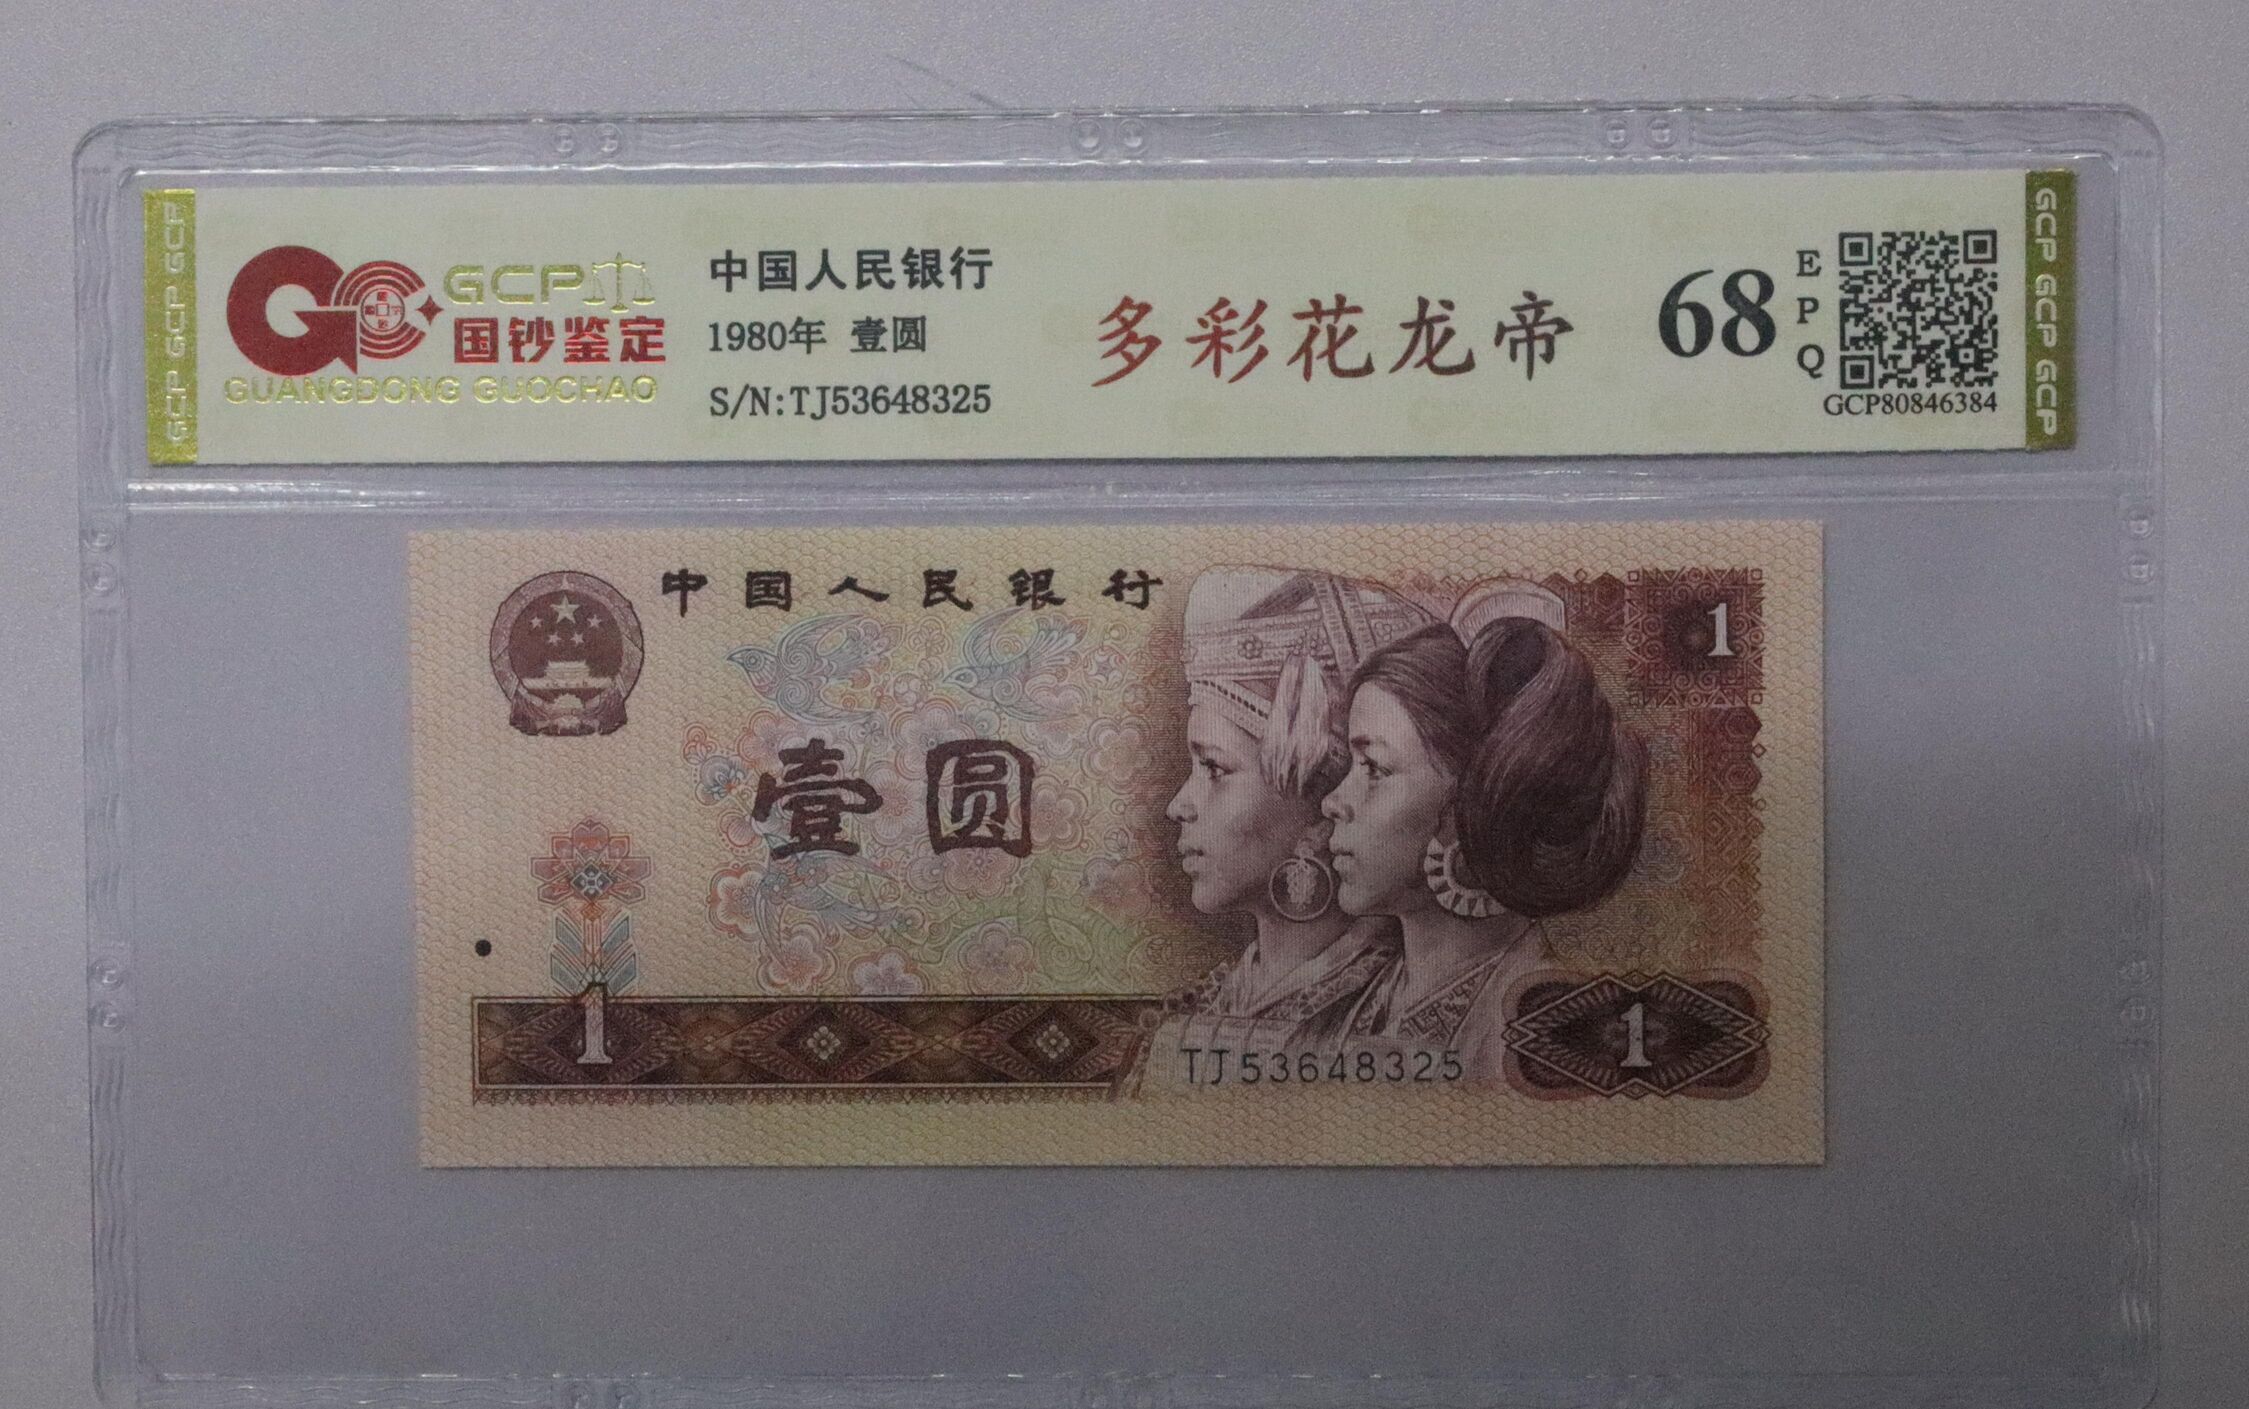 GCP GCP GCP
GCP
国钞鉴定
GUANGDONG GUOCHAO
中国人民银行
1980年 壹圆
S/N:TJ53648325
多彩花龙帝
68
EPQ
GCP80846384
GCP GCP GCP
中国人民银行
1
壹圆
1
TJ53648325
1